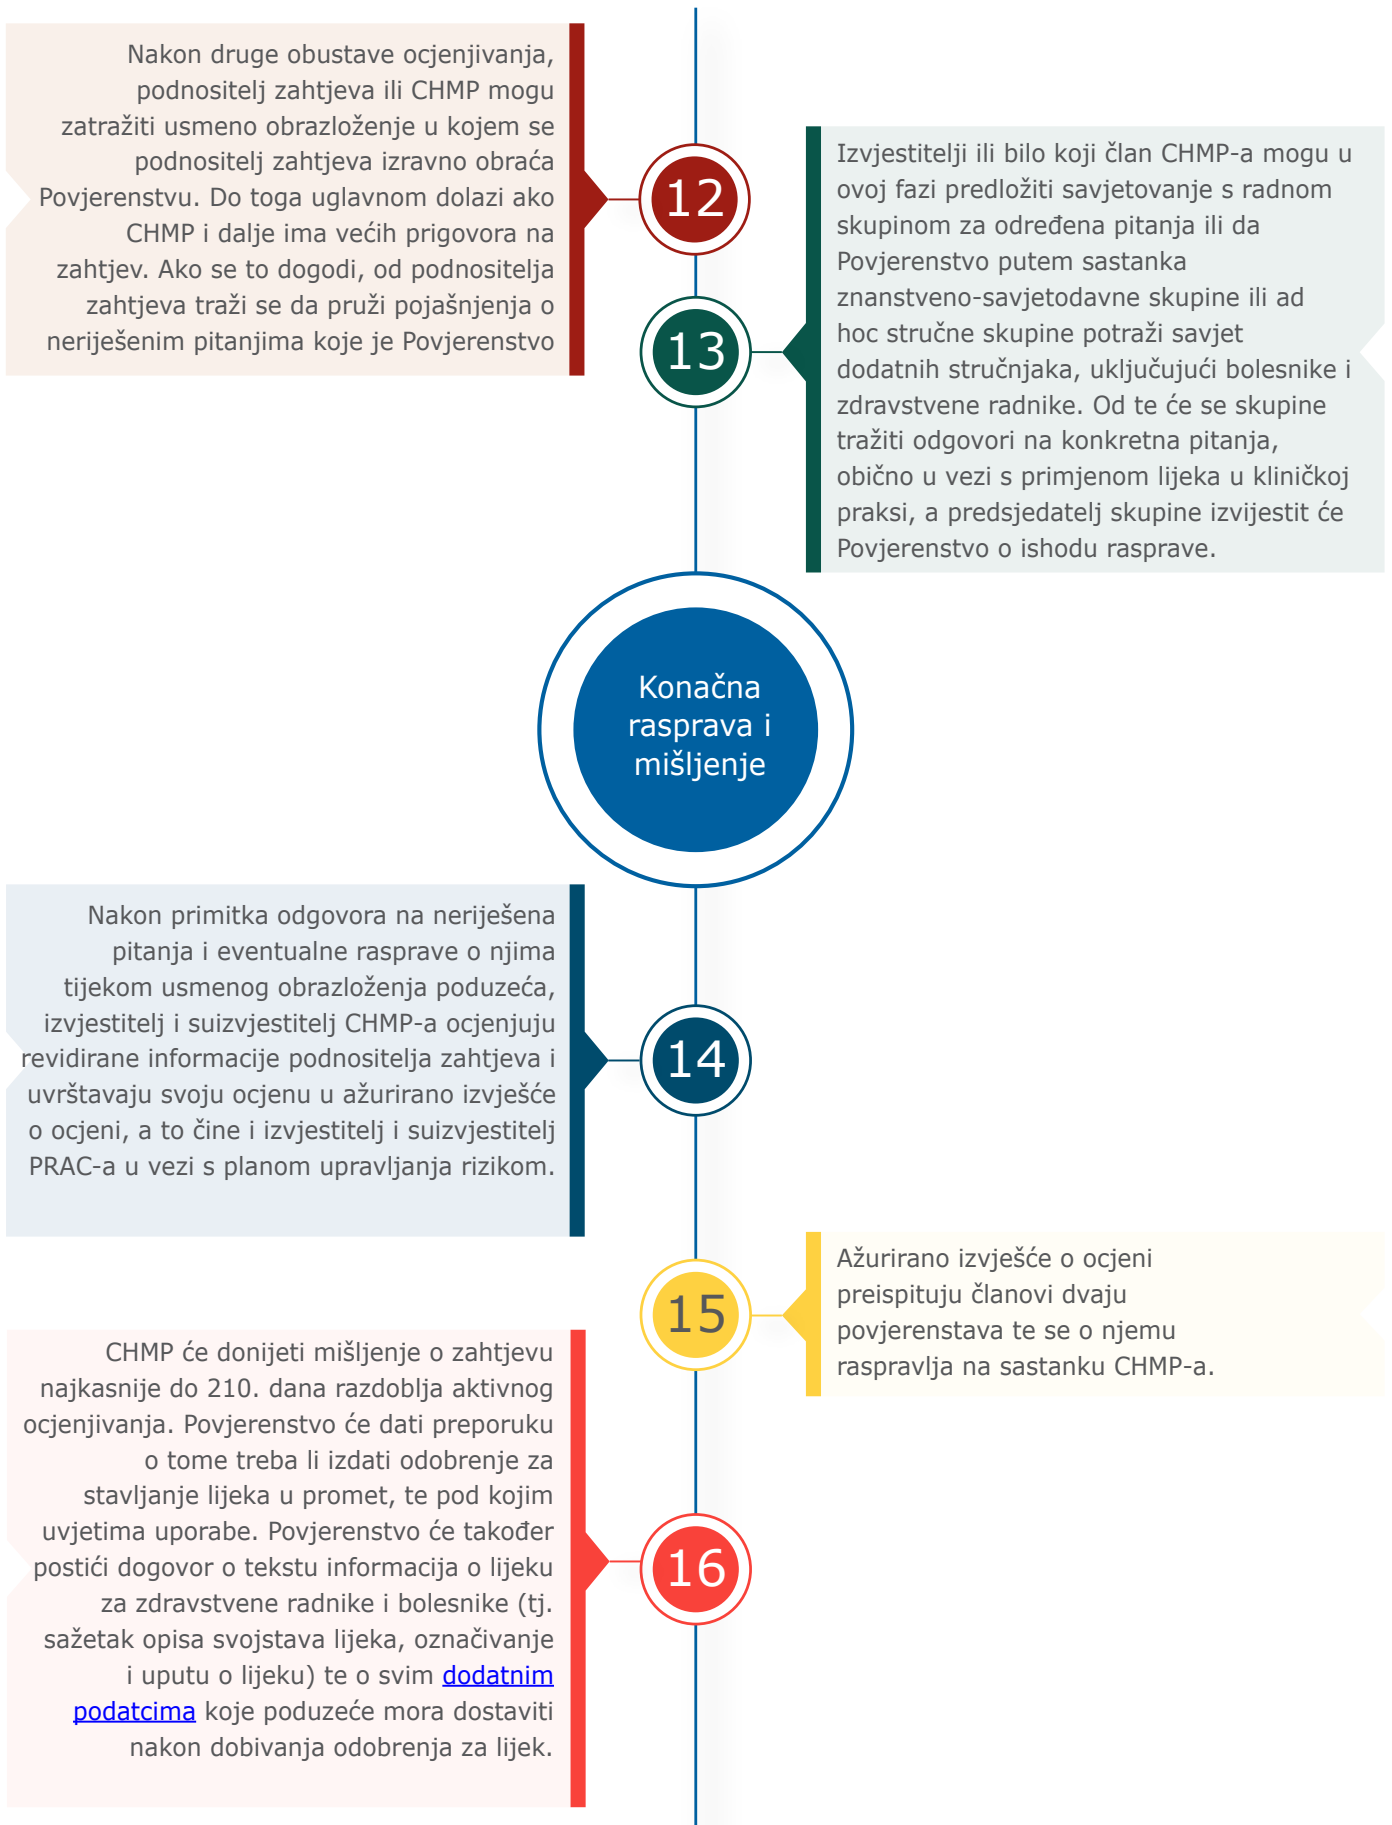 Nakon druge obustave ocjenjivanja,
podnositelj zahtjeva ili CHMP mogu
zatražiti usmeno obrazloženje u kojem se
podnositelj zahtjeva izravno obraća
Povjerenstvu. Do toga uglavnom dolazi ako
CHMP i dalje ima većih prigovora na
zahtjev. Ako se to dogodi, od podnositelja
zahtjeva traži se da pruži pojašnjenja o
neriješenim pitanjima koje je Povjerenstvo
12
13
Izvjestitelji ili bilo koji član CHMP-a mogu u
ovoj fazi predložiti savjetovanje s radnom
skupinom za određena pitanja ili da
Povjerenstvo putem sastanka
znanstveno-savjetodavne skupine ili ad
hoc stručne skupine potraži savjet
dodatnih stručnjaka, uključujući bolesnike i
zdravstvene radnike. Od te će se skupine
tražiti odgovori na konkretna pitanja,
obično u vezi s primjenom lijeka u kliničkoj
praksi, a predsjedatelj skupine izvijestit će
Povjerenstvo o ishodu rasprave.
Konačna
rasprava i
mišljenje
Nakon primitka odgovora na neriješena
pitanja i eventualne rasprave o njima
tijekom usmenog obrazloženja poduzeća,
izvjestitelj i suizvjestitelj CHMP-a ocjenjuju
revidirane informacije podnositelja zahtjeva i
uvrštavaju svoju ocjenu u ažurirano izvješće
o ocjeni, a to čine i izvjestitelj i suizvjestitelj
PRAC-a u vezi s planom upravljanja rizikom.
14
15
Ažurirano izvješće o ocjeni
preispituju članovi dvaju
povjerenstava te se o njemu
raspravlja na sastanku CHMP-a.
CHMP će donijeti mišljenje o zahtjevu
najkasnije do 210. dana razdoblja aktivnog
ocjenjivanja. Povjerenstvo će dati preporuku
o tome treba li izdati odobrenje za
stavljanje lijeka u promet, te pod kojim
uvjetima uporabe. Povjerenstvo će također
postići dogovor o tekstu informacija o lijeku
za zdravstvene radnike i bolesnike (tj.
sažetak opisa svojstava lijeka, označivanje
i uputu o lijeku) te o svim dodatnim
podatcima koje poduzeće mora dostaviti
nakon dobivanja odobrenja za lijek.
16